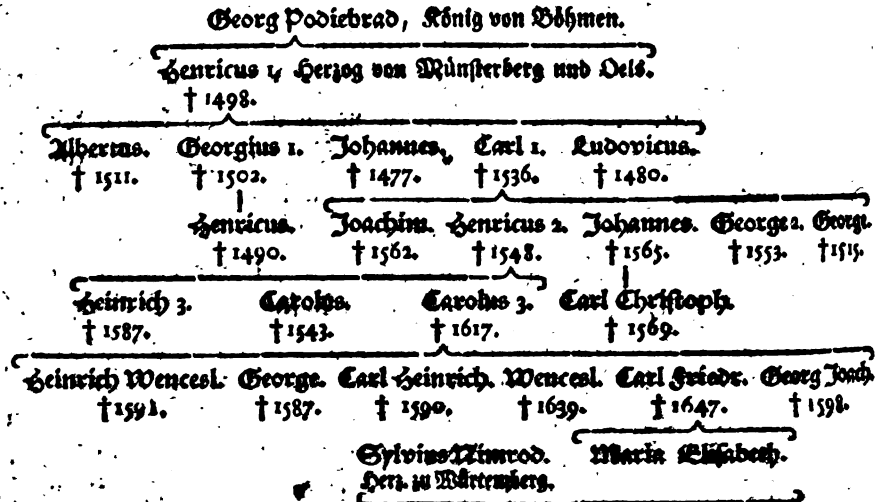 Georg Podiebrad, König von Böhmen.
Henricus 1, Herzog von Münsterberg und Oels.
† 1498.
Albertus. Georgius 1. Johannes. Carl 1. Ludovicus.
† 1511. † 1502. † 1477. † 1536. † 1480.
Henricus. Joachim. Henricus 2. Johannes. George 2. Georg.
† 1490. † 1562. † 1548. † 1565. † 1553. † 1515.
Heinrich 3. Carolus. Carolus 3. Carl Christoph.
† 1587. † 1543. † 1617. † 1569.
Heinrich Wencesl. George. Carl Heinrich. Wencesl. Carl Friedr. Georg Joach.
† 1591. † 1587. † 1590. † 1639. † 1647. † 1598.
Sylvius Nimrod. Maria Elisabeth.
Herz. zu Würtemberg.